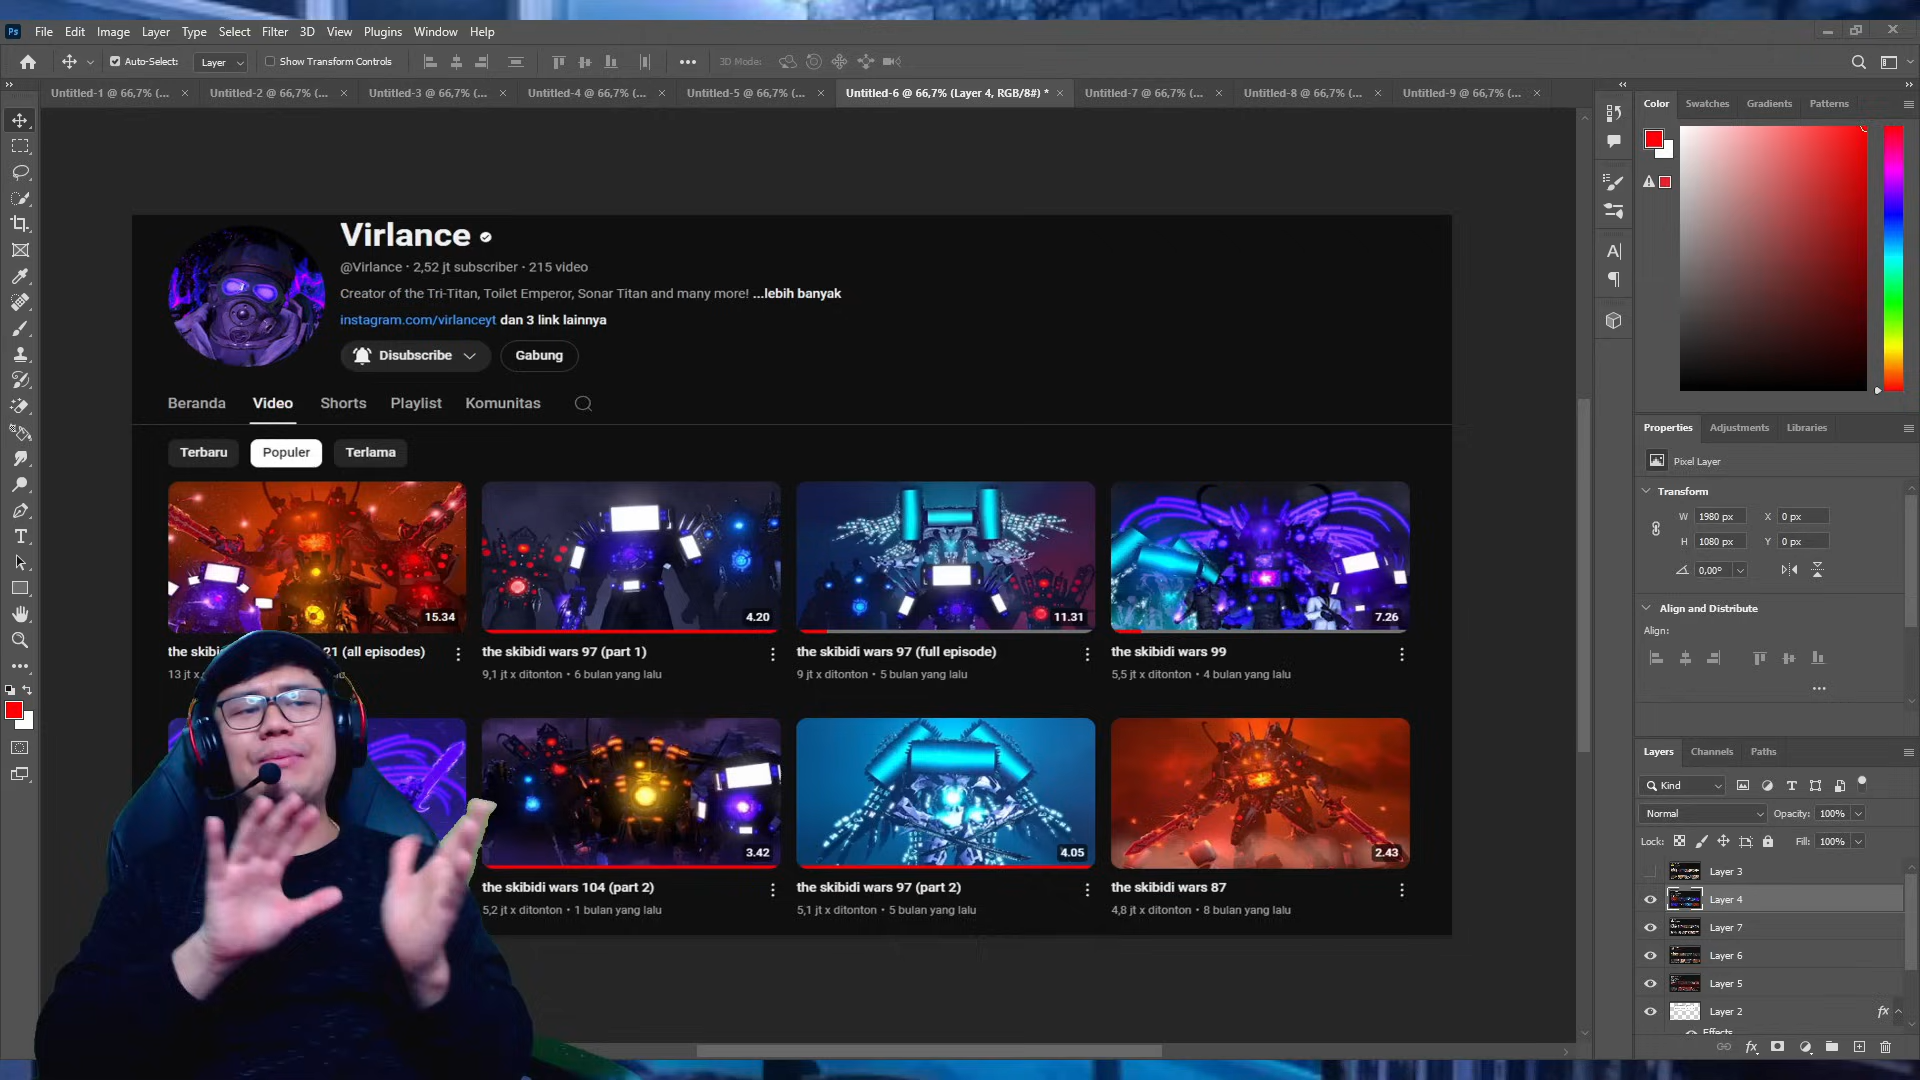 Ps File Edit Image Layer Type Select Filter 3D View Plugins Window Help
Auto-Select: Layer Show Transform Controls 3D Mode:
Untitled-1 @ 66,7% (... Untitled-2 @ 66,7% (... Untitled-3 @ 66,7% (... Untitled-4 @ 66,7% (... Untitled-5 @ 66,7% (... Untitled-6 @ 66,7% (Layer 4, RGB/8#) * Untitled-7 @ 66,7% (... Untitled-8 @ 66,7% (... Untitled-9 @ 66,7% (...
Virlance
@Virlance · 2,52 jt subscriber · 215 video
Creator of the Tri-Titan, Toilet Emperor, Sonar Titan and many more! ...lebih banyak
instagram.com/virlanceyt dan 3 link lainnya
Disubscribe Gabung
Beranda Video Shorts Playlist Komunitas
Terbaru Populer Terlama
15.34 4.20 11.31 7.26
the skibidi 21 (all episodes) the skibidi wars 97 (part 1) the skibidi wars 97 (full episode) the skibidi wars 99
13 jt x 9,1 jt x ditonton · 6 bulan yang lalu 9 jt x ditonton · 5 bulan yang lalu 5,5 jt x ditonton · 4 bulan yang lalu
3.42 4.05 2.43
the skibidi wars 104 (part 2) the skibidi wars 97 (part 2) the skibidi wars 87
5,2 jt x ditonton · 1 bulan yang lalu 5,1 jt x ditonton · 5 bulan yang lalu 4,8 jt x ditonton · 8 bulan yang lalu
Color Swatches Gradients Patterns
Properties Adjustments Libraries
Pixel Layer
Transform
W 1980 px X 0 px
H 1080 px Y 0 px
0,00°
Align and Distribute
Align:
Layers Channels Paths
Kind
Normal Opacity: 100%
Lock: Fill: 100%
Layer 3
Layer 4
Layer 7
Layer 6
Layer 5
Layer 2 fx
Effects
fx